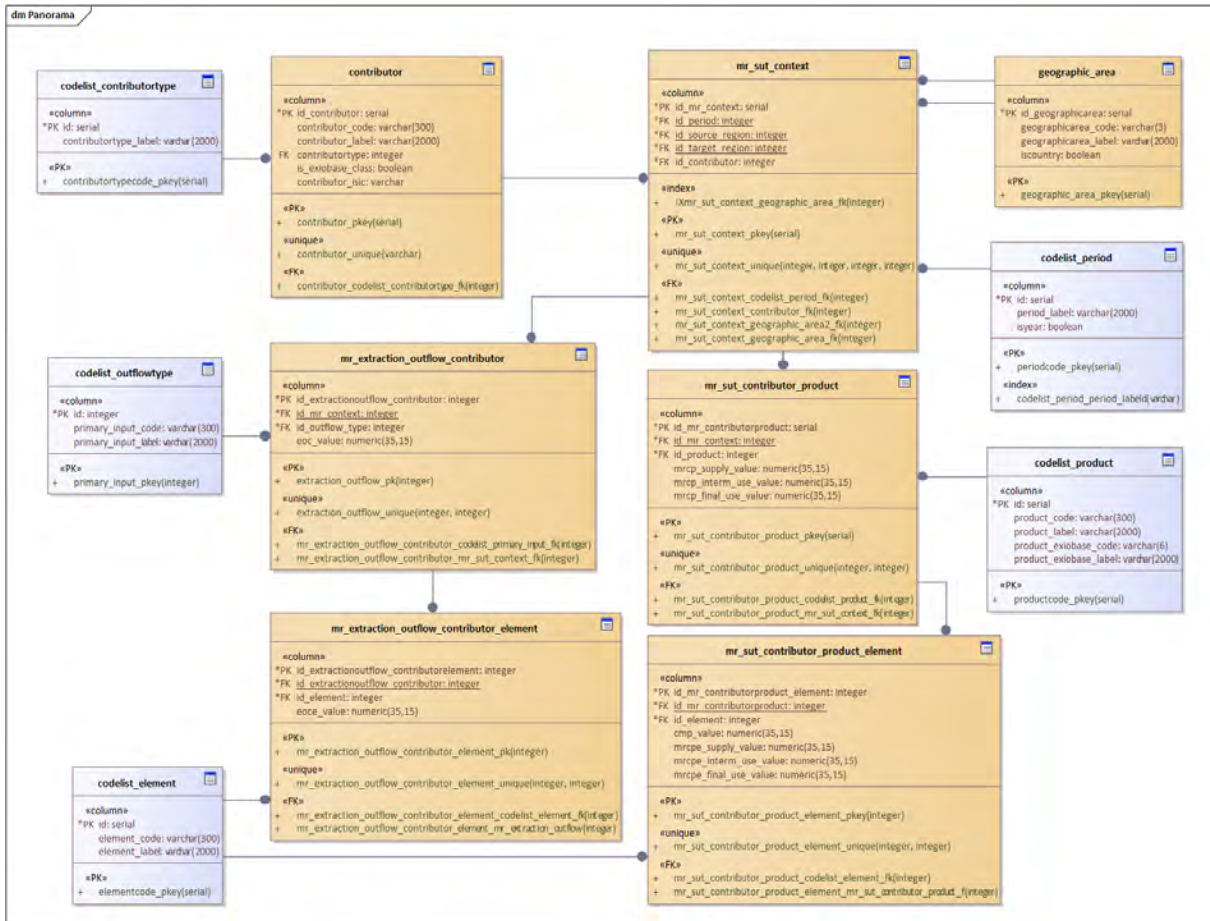 dm Panorama
codelist_contributortype
«column»
*PK id: serial
contributortype_label: varchar(2000)
«PK»
+ contributortypecode_pkey(serial)
contributor
«column»
*PK id_contributor: serial
contributor_code: varchar(300)
contributor_label: varchar(2000)
FK contributortype: integer
is_exiobase_class: boolean
contributor_isic: varchar
«PK»
+ contributor_pkey(serial)
«unique»
+ contributor_unique(varchar)
«FK»
+ contributor_codelist_contributortype_fk(integer)
mr_sut_context
«column»
*PK id_mr_context: serial
*FK id_period: integer
*FK id_source_region: integer
*FK id_target_region: integer
*FK id_contributor: integer
«index»
+ IXmr_sut_context_geographic_area_fk(integer)
«PK»
+ mr_sut_context_pkey(serial)
«unique»
+ mr_sut_context_unique(integer, integer, integer, integer)
«FK»
+ mr_sut_context_codelist_period_fk(integer)
+ mr_sut_context_contributor_fk(integer)
+ mr_sut_context_geographic_area2_fk(integer)
+ mr_sut_context_geographic_area_fk(integer)
geographic_area
«column»
*PK id_geographicarea: serial
geographicarea_code: varchar(3)
geographicarea_label: varchar(2000)
iscountry: boolean
«PK»
+ geographic_area_pkey(serial)
codelist_period
«column»
*PK id: serial
period_label: varchar(2000)
isyear: boolean
«PK»
+ periodcode_pkey(serial)
«index»
+ codelist_period_period_labelid(varchar)
codelist_outflowtype
«column»
*PK id: integer
primary_input_code: varchar(300)
primary_input_label: varchar(2000)
«PK»
+ primary_input_pkey(integer)
mr_extraction_outflow_contributor
«column»
*PK id_extractionoutflow_contributor: integer
*FK id_mr_context: integer
*FK id_outflow_type: integer
eoc_value: numeric(35,15)
«PK»
+ extraction_outflow_pk(integer)
«unique»
+ extraction_outflow_unique(integer, integer)
«FK»
+ mr_extraction_outflow_contributor_codelist_primary_input_fk(integer)
+ mr_extraction_outflow_contributor_mr_sut_context_fk(integer)
mr_sut_contributor_product
«column»
*PK id_mr_contributorproduct: serial
*FK id_mr_context: integer
*FK id_product: integer
mrcp_supply_value: numeric(35,15)
mrcp_interm_use_value: numeric(35,15)
mrcp_final_use_value: numeric(35,15)
«PK»
+ mr_sut_contributor_product_pkey(serial)
«unique»
+ mr_sut_contributor_product_unique(integer, integer)
«FK»
+ mr_sut_contributor_product_codelist_product_fk(integer)
+ mr_sut_contributor_product_mr_sut_context_fk(integer)
codelist_product
«column»
*PK id: serial
product_code: varchar(300)
product_label: varchar(2000)
product_exiobase_code: varchar(6)
product_exiobase_label: varchar(2000)
«PK»
+ productcode_pkey(serial)
mr_extraction_outflow_contributor_element
«column»
*PK id_extractionoutflow_contributorelement: integer
*FK id_extractionoutflow_contributor: integer
*FK id_element: integer
eoce_value: numeric(35,15)
«PK»
+ mr_extraction_outflow_contributor_element_pk(integer)
«unique»
+ mr_extraction_outflow_contributor_element_unique(integer, integer)
«FK»
+ mr_extraction_outflow_contributor_element_codelist_element_fk(integer)
+ mr_extraction_outflow_contributor_element_mr_extraction_outflow(integer)
mr_sut_contributor_product_element
«column»
*PK id_mr_contributorproduct_element: integer
*FK id_mr_contributorproduct: integer
*FK id_element: integer
cmp_value: numeric(35,15)
mrcpe_supply_value: numeric(35,15)
mrcpe_interm_use_value: numeric(35,15)
mrcpe_final_use_value: numeric(35,15)
«PK»
+ mr_sut_contributor_product_element_pkey(integer)
«unique»
+ mr_sut_contributor_product_element_unique(integer, integer)
«FK»
+ mr_sut_contributor_product_codelist_element_fk(integer)
+ mr_sut_contributor_product_element_mr_sut_contributor_product_f(integer)
codelist_element
«column»
*PK id: serial
element_code: varchar(300)
element_label: varchar(2000)
«PK»
+ elementcode_pkey(serial)